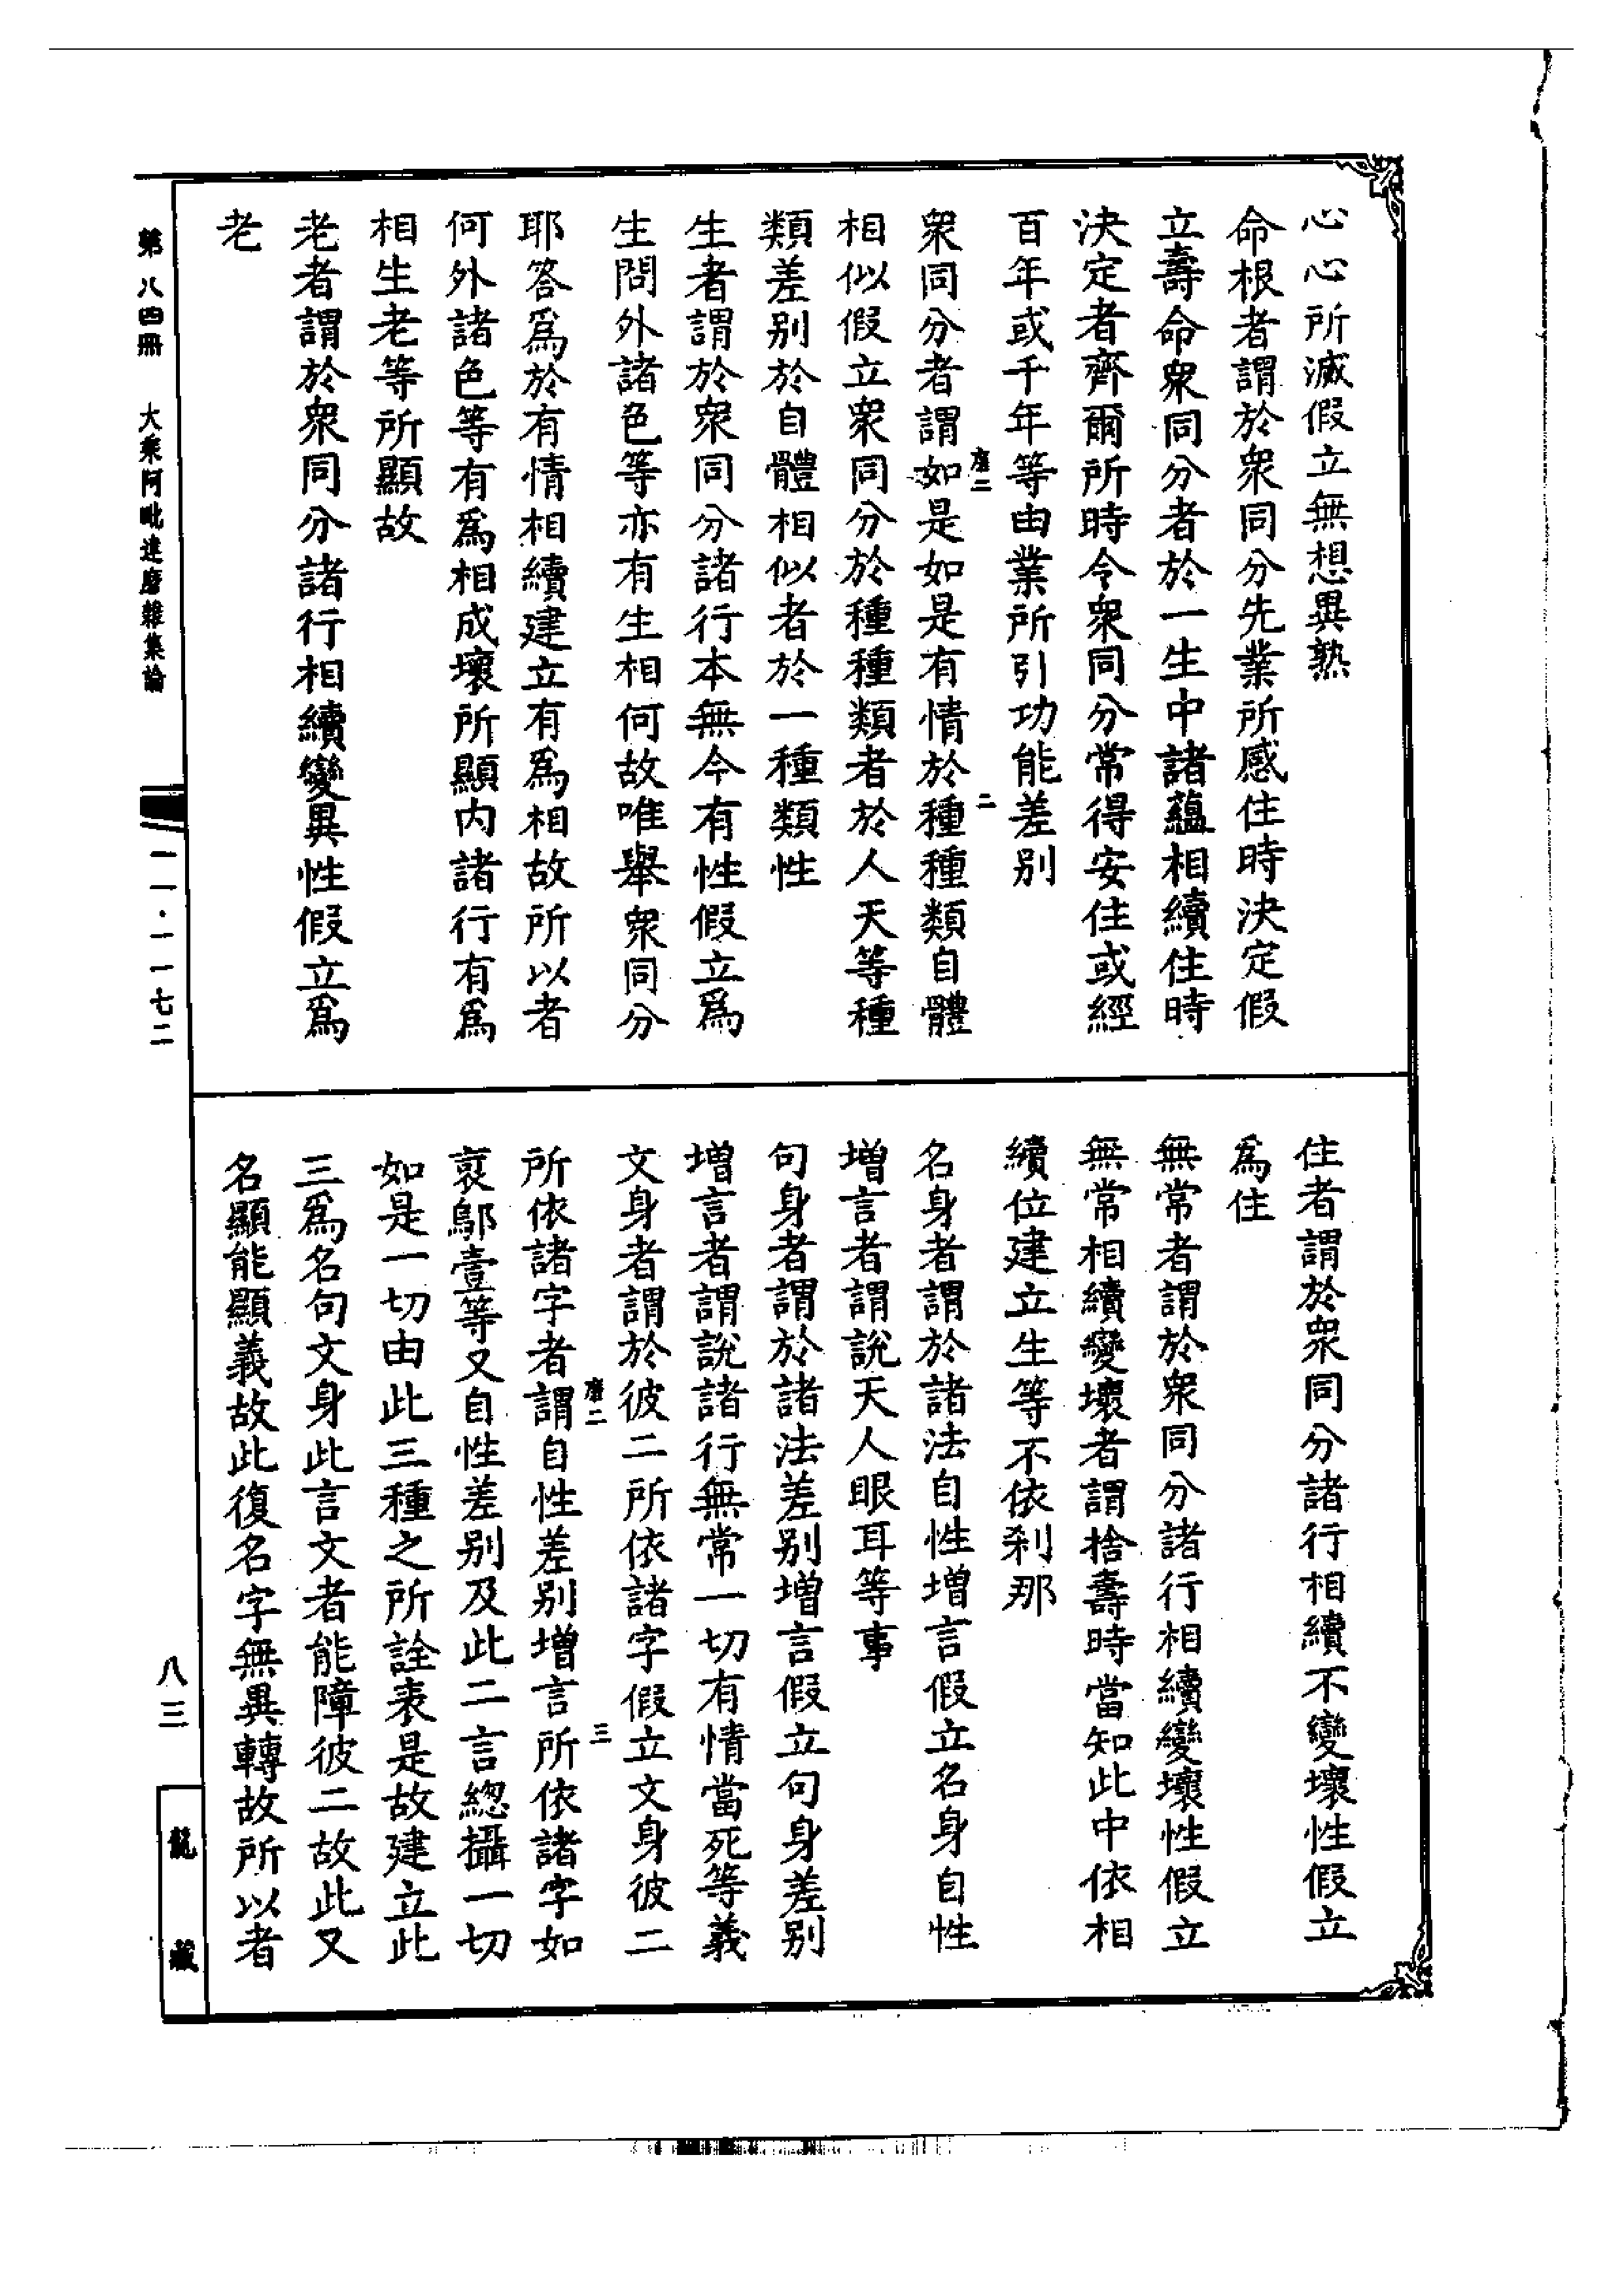 心心所滅假立無想異熟
命根者謂於衆同分先業所感住時決定假
立壽命衆同分者於一生中諸蘊相續住時
決定者齊爾所時令衆同分常得安住或經
百年或千年等由業所引功能差別
衆同分者謂如是如是有情於種種類自體
相似假立衆同分於種種類者於人天等種
類差别於自體相似者於一種類性
生者謂於衆同分諸行本無今有性假立爲
生問外諸色等亦有生相何故唯舉衆同分
耶答爲於有情相續建立有爲相故所以者
何外諸色等有爲相成壞所顯内諸行有爲
相生老等所顯故
老者謂於衆同分諸行相續變異性假立爲
老
住者謂於衆同分諸行相續不變壞性假立
爲住
無常者謂於衆同分諸行相續變壞性假立
無常相續變壞者謂捨壽時當知此中依相
續位建立生等不依刹那
名身者謂於諸法自性增言假立名身自性
增言者謂說天人眼耳等事
句身者謂於諸法差别增言假立句身差别
增言者謂說諸行無常一切有情當死等義
文身者謂於彼二所依諸字假立文身彼二
所依諸字者謂自性差别增言所依諸字如
裒鄔壹等又自性差别及此二言緫攝一切
如是一切由此三種之所詮表是故建立此
三爲名句文身此言文者能障彼二故此又
名顯能顯義故此復名字無異轉故所以者
磨二
二
磨二
三
第八四冊 大乘阿毗達磨雜集論
一一·一一七二
八三
龍藏